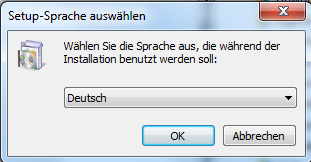 Setup-Sprache auswählen
Wählen Sie die Sprache aus, die während der
Installation benutzt werden soll:
Deutsch
OK
Abbrechen